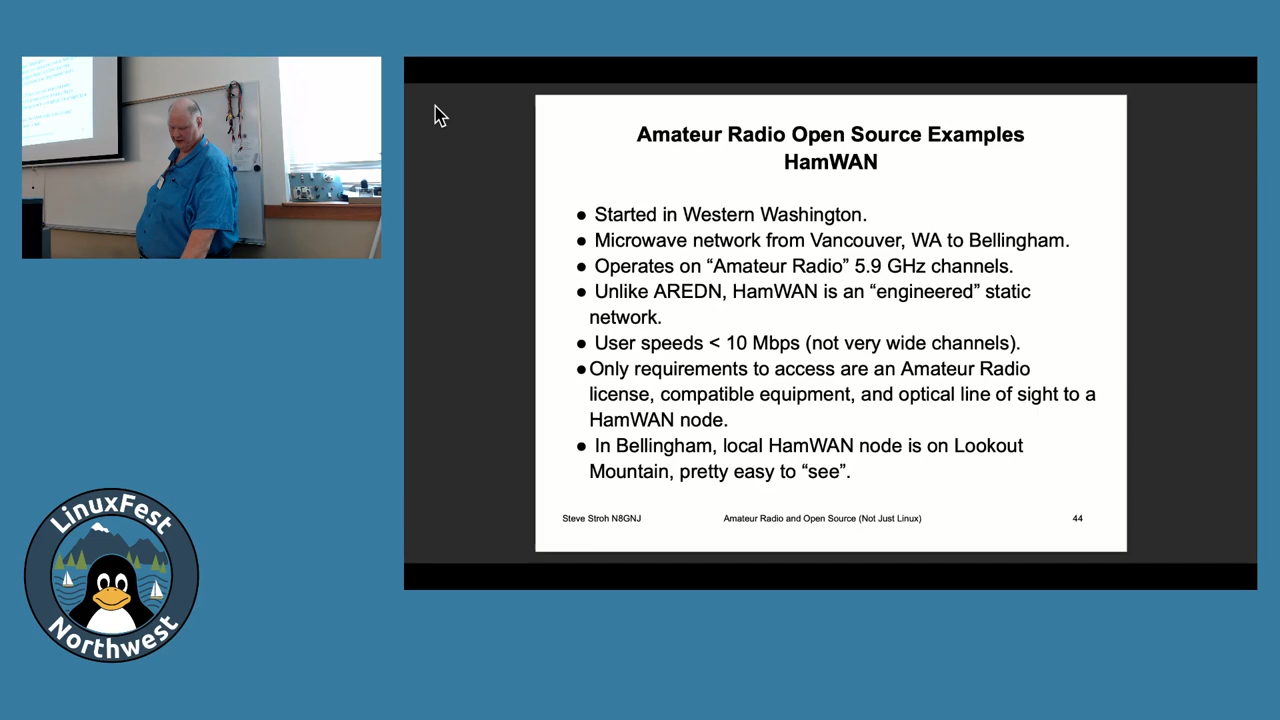 Amateur Radio Open Source Examples
HamWAN
● Started in Western Washington.
● Microwave network from Vancouver, WA to Bellingham.
● Operates on “Amateur Radio” 5.9 GHz channels.
● Unlike AREDN, HamWAN is an “engineered” static
network.
● User speeds < 10 Mbps (not very wide channels).
●Only requirements to access are an Amateur Radio
license, compatible equipment, and optical line of sight to a
HamWAN node.
● In Bellingham, local HamWAN node is on Lookout
Mountain, pretty easy to “see”.
Steve Stroh N8GNJ
Amateur Radio and Open Source (Not Just Linux)
44
LinuxFest
Northwest